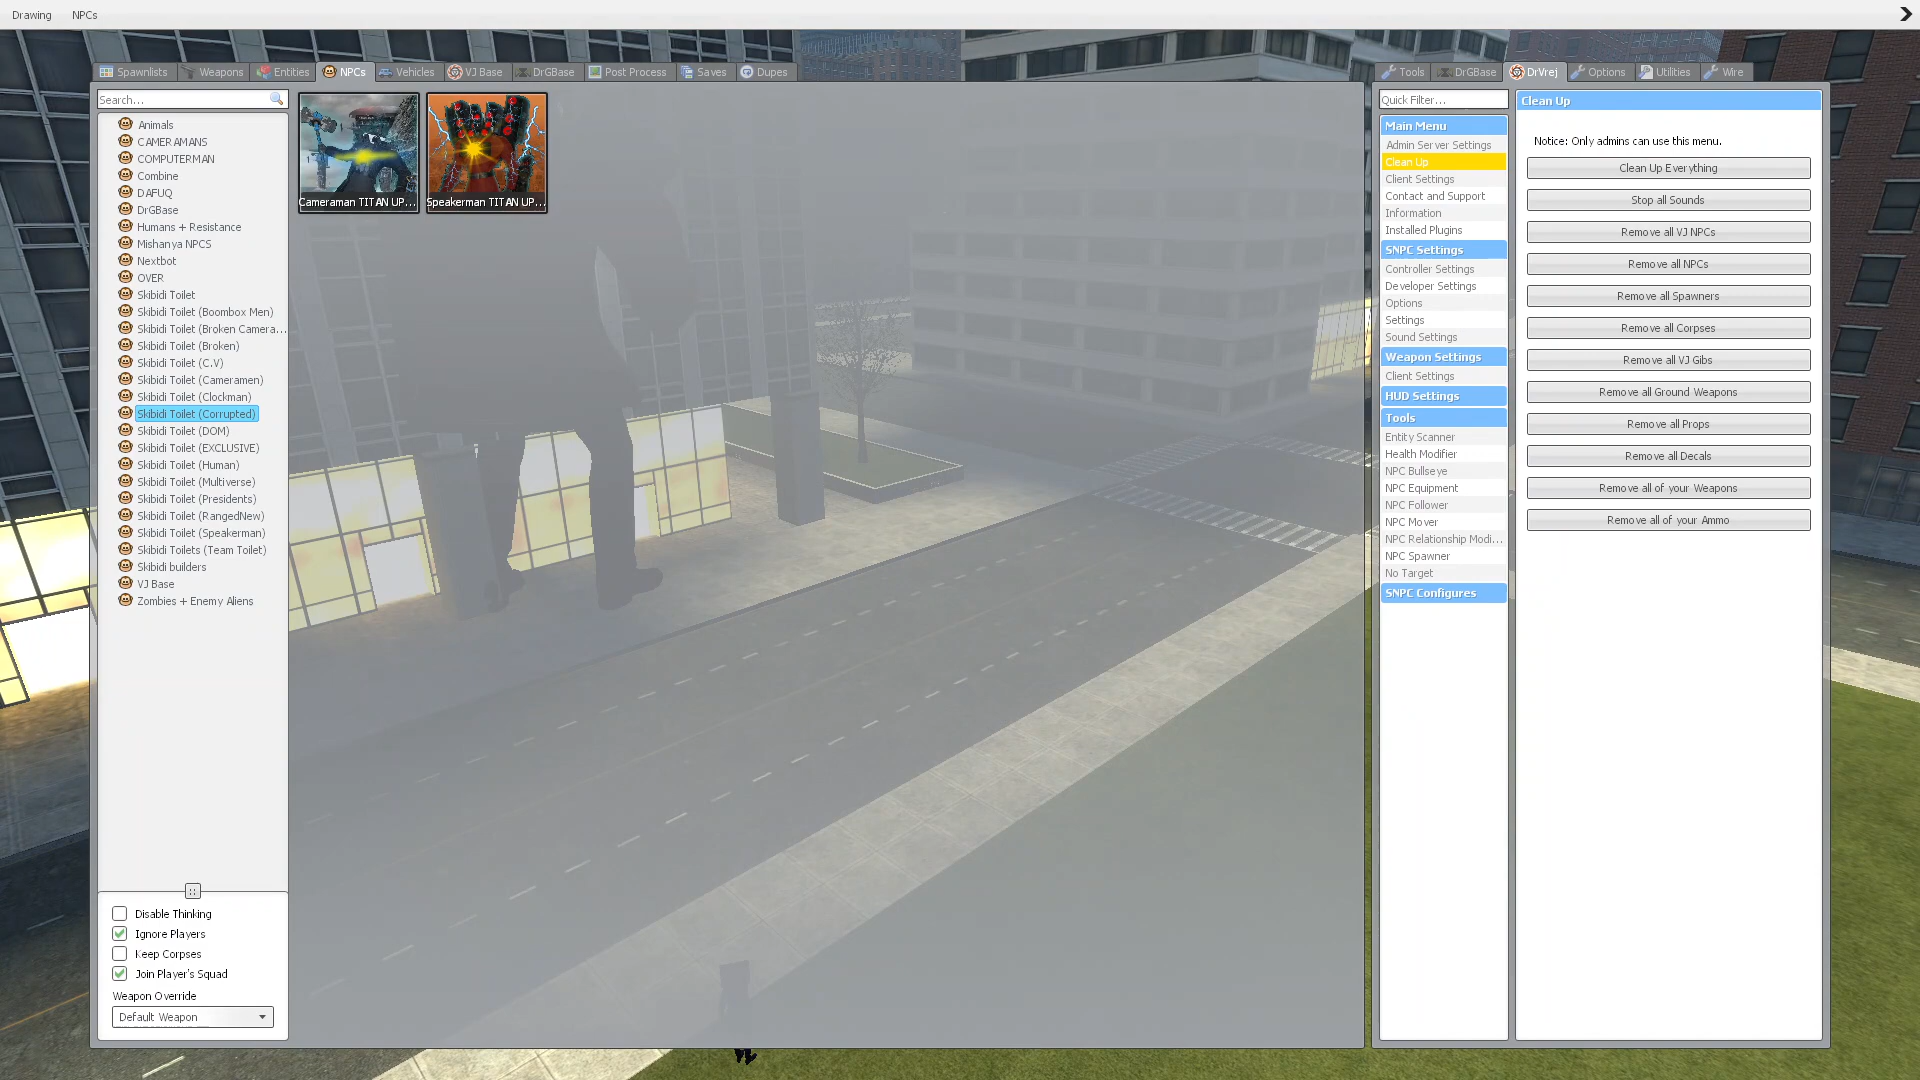 Drawing NPCs
Spawnlists Weapons Entities NPCs Vehicles VJ Base DrGBase Post Process Saves Dupes
Search...
Animals
CAMERAMANS
COMPUTERMAN
Combine
DAFUQ
DrGBase
Humans + Resistance
Mishanya NPCS
Nextbot
OVER
Skibidi Toilet
Skibidi Toilet (Boombox Men)
Skibidi Toilet (Broken Camera...
Skibidi Toilet (Broken)
Skibidi Toilet (C.V)
Skibidi Toilet (Cameramen)
Skibidi Toilet (Clockman)
Skibidi Toilet (Corrupted)
Skibidi Toilet (DOM)
Skibidi Toilet (EXCLUSIVE)
Skibidi Toilet (Human)
Skibidi Toilet (Multiverse)
Skibidi Toilet (Presidents)
Skibidi Toilet (RangedNew)
Skibidi Toilet (Speakerman)
Skibidi Toilets (Team Toilet)
Skibidi builders
VJ Base
Zombies + Enemy Aliens
Disable Thinking
Ignore Players
Keep Corpses
Join Player's Squad
Weapon Override
Default Weapon
Cameraman TITAN UP...
Speakerman TITAN UP...
Tools DrGBase DrVrej Options Utilities Wire
Quick Filter...
Main Menu
Admin Server Settings
Clean Up
Client Settings
Contact and Support
Information
Installed Plugins
SNPC Settings
Controller Settings
Developer Settings
Options
Settings
Sound Settings
Weapon Settings
Client Settings
HUD Settings
Tools
Entity Scanner
Health Modifier
NPC Bullseye
NPC Equipment
NPC Follower
NPC Mover
NPC Relationship Modi...
NPC Spawner
No Target
SNPC Configures
Clean Up
Notice: Only admins can use this menu.
Clean Up Everything
Stop all Sounds
Remove all VJ NPCs
Remove all NPCs
Remove all Spawners
Remove all Corpses
Remove all VJ Gibs
Remove all Ground Weapons
Remove all Props
Remove all Decals
Remove all of your Weapons
Remove all of your Ammo